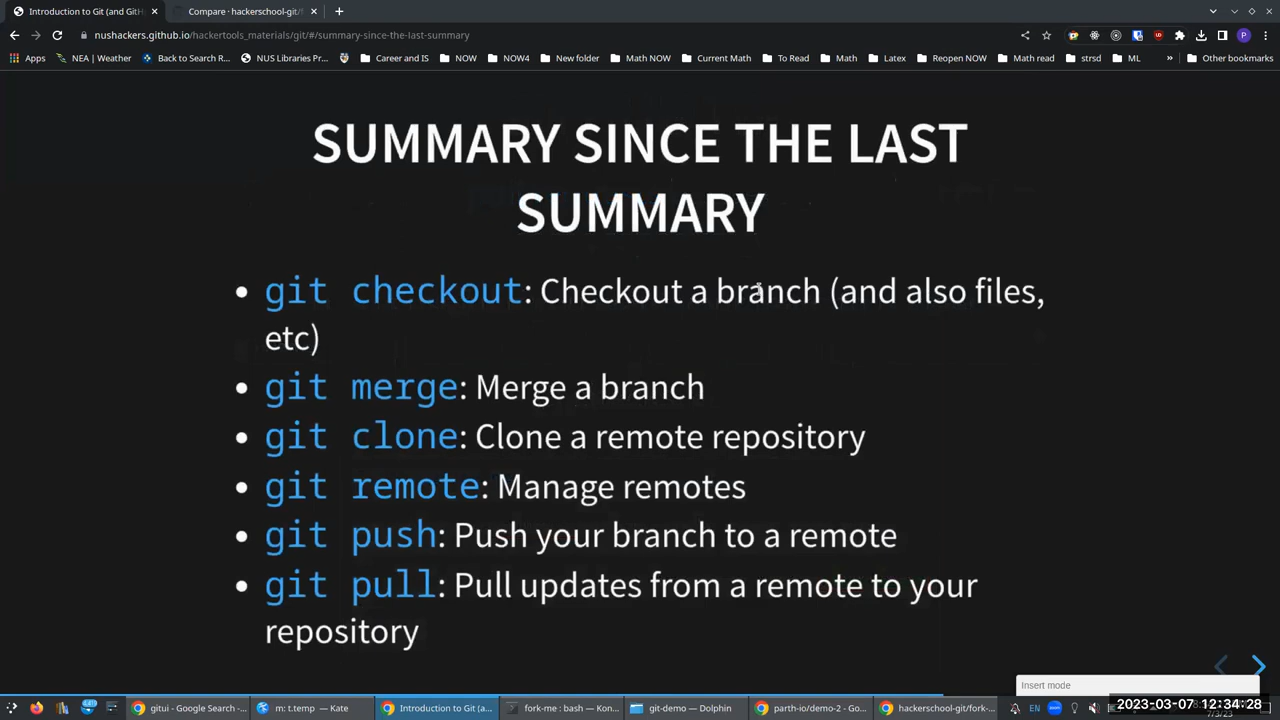 Introduction to Git (and GitH
Compare · hackerschool-git/f
nushackers.github.io/hackertools_materials/git/#/summary-since-the-last-summary
Apps
NEA | Weather
Back to Search R...
NUS Libraries Pr...
Career and IS
NOW
NOW4
New folder
Math NOW
Current Math
To Read
Math
Latex
Reopen NOW
Math read
strsd
ML
»
Other bookmarks
SUMMARY SINCE THE LAST
SUMMARY
• git checkout: Checkout a branch (and also files,
etc)
• git merge: Merge a branch
• git clone: Clone a remote repository
• git remote: Manage remotes
• git push: Push your branch to a remote
• git pull: Pull updates from a remote to your
repository
Insert mode
gitui - Google Search -...
m: t.temp — Kate
Introduction to Git (a...
fork-me : bash — Kon...
git-demo — Dolphin
parth-io/demo-2 - Go...
hackerschool-git/fork-...
EN
2023-03-07 12:34:28
7/3/23